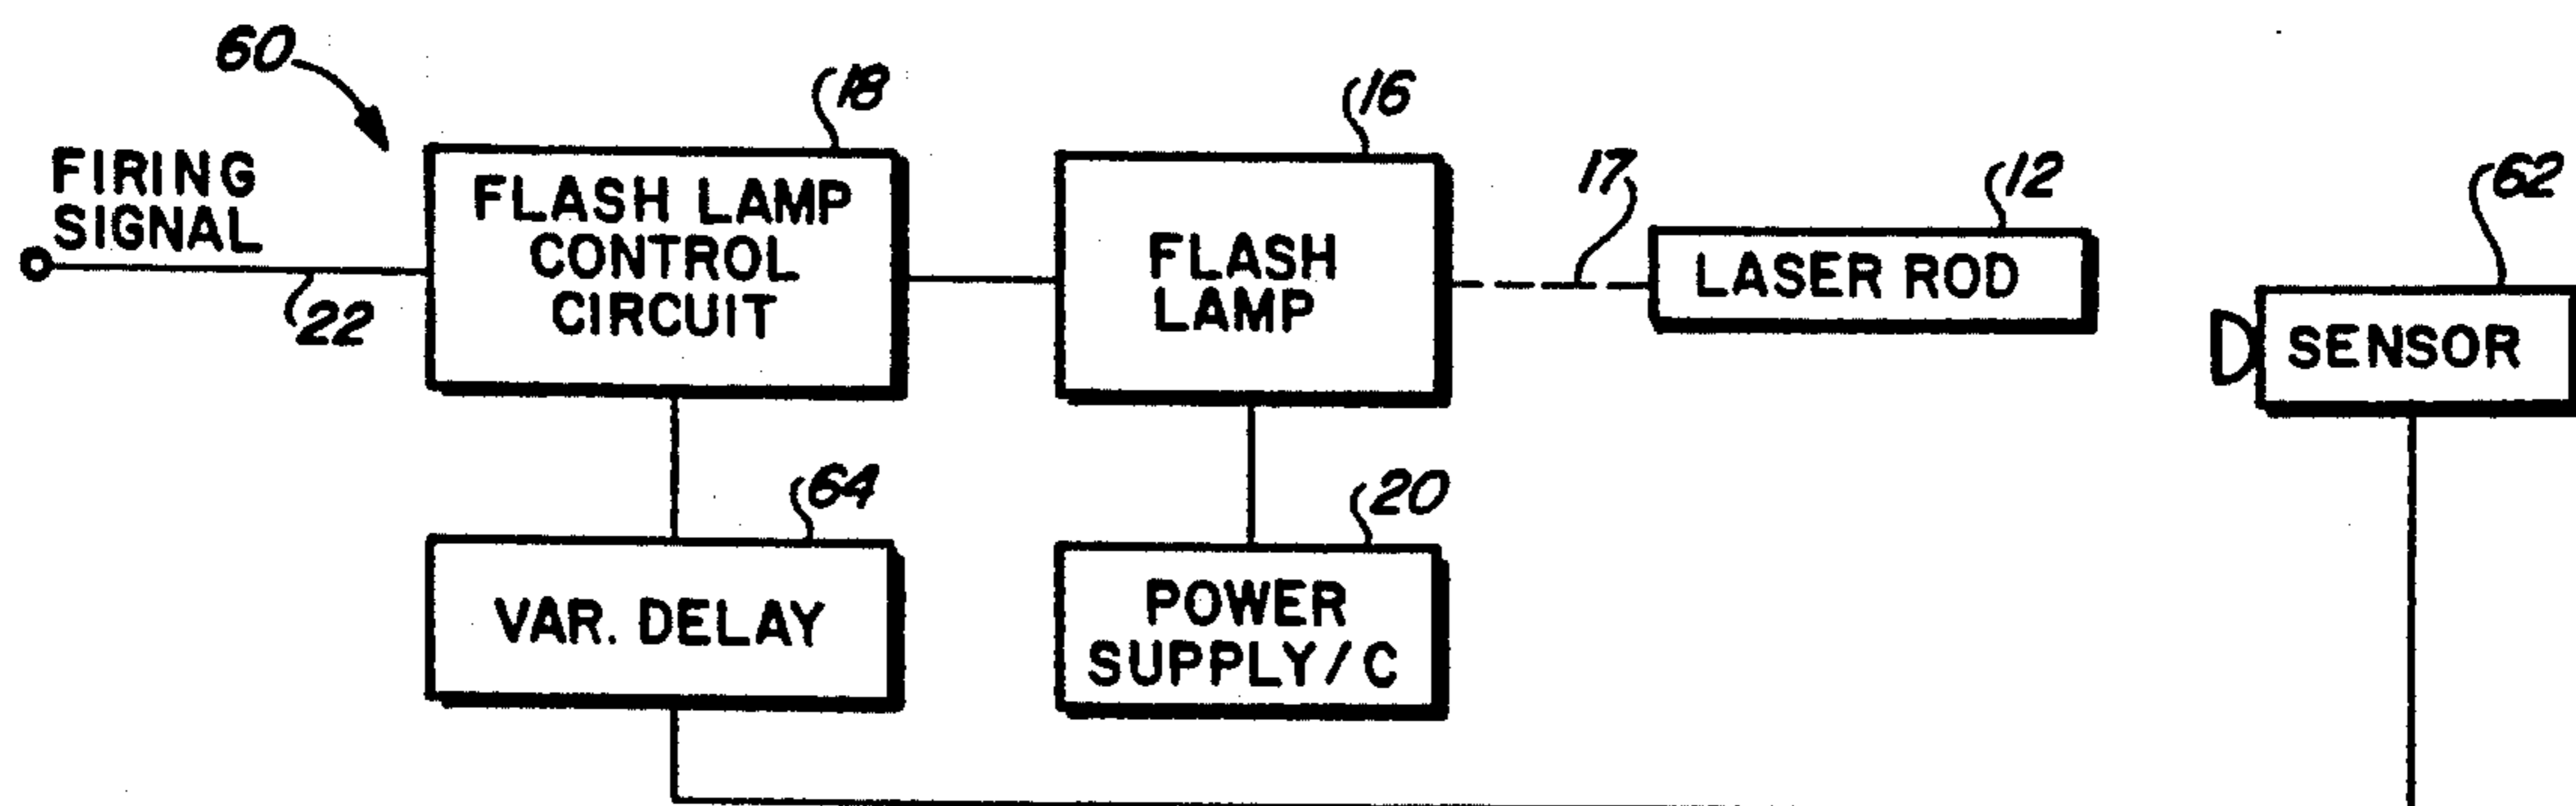 60
18
16
17
12
62
FIRING
SIGNAL
22
FLASH LAMP
CONTROL
CIRCUIT
FLASH
LAMP
LASER ROD
SENSOR
64
20
VAR. DELAY
POWER
SUPPLY/C